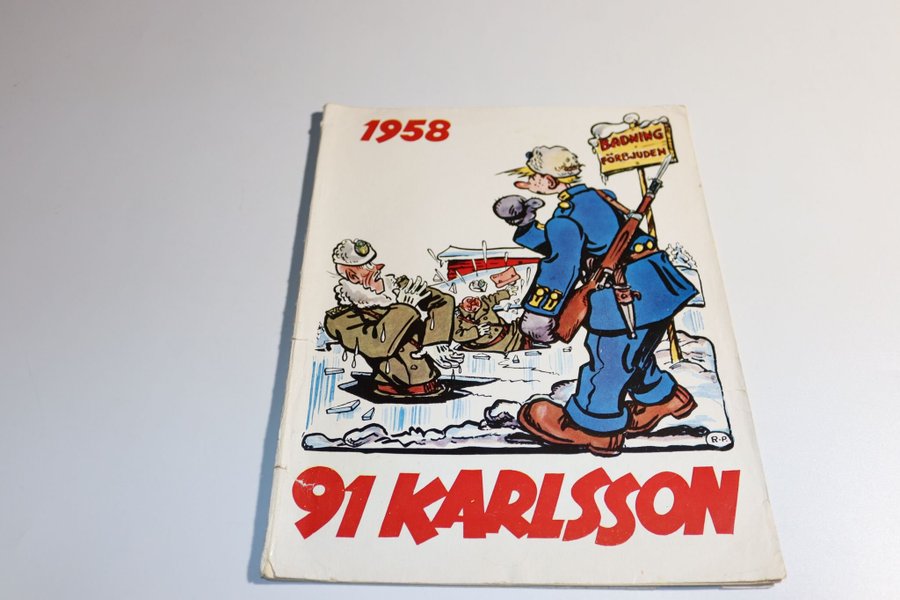 1958
BADNING
FÖRBJUDEN
R-P.
91 KARLSSON